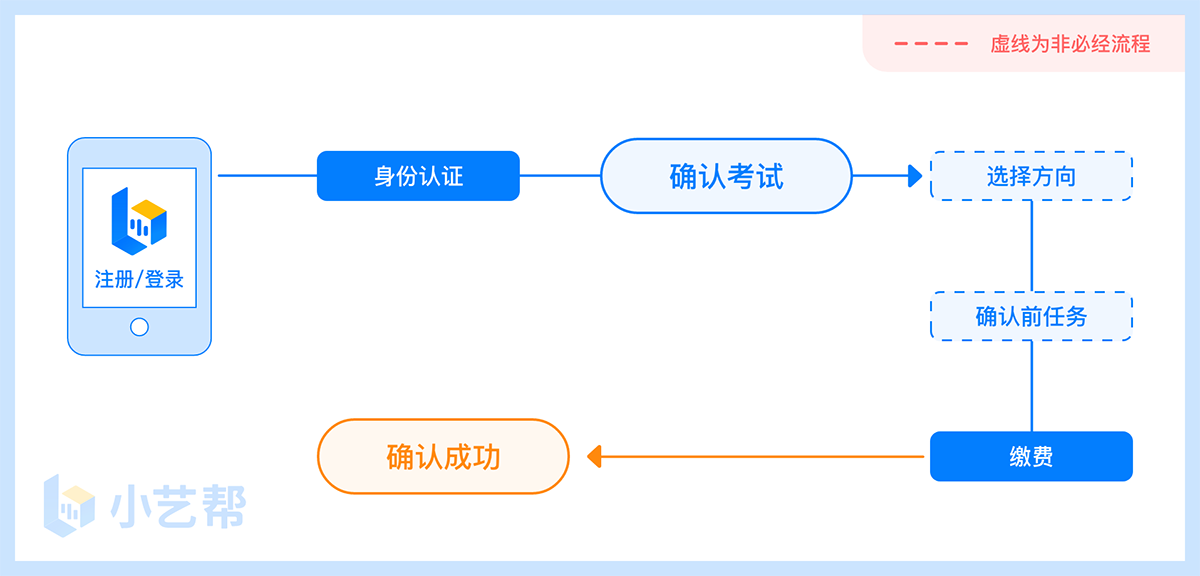 虚线为非必经流程
注册/登录
身份认证
确认考试
选择方向
确认前任务
缴费
确认成功
小艺帮